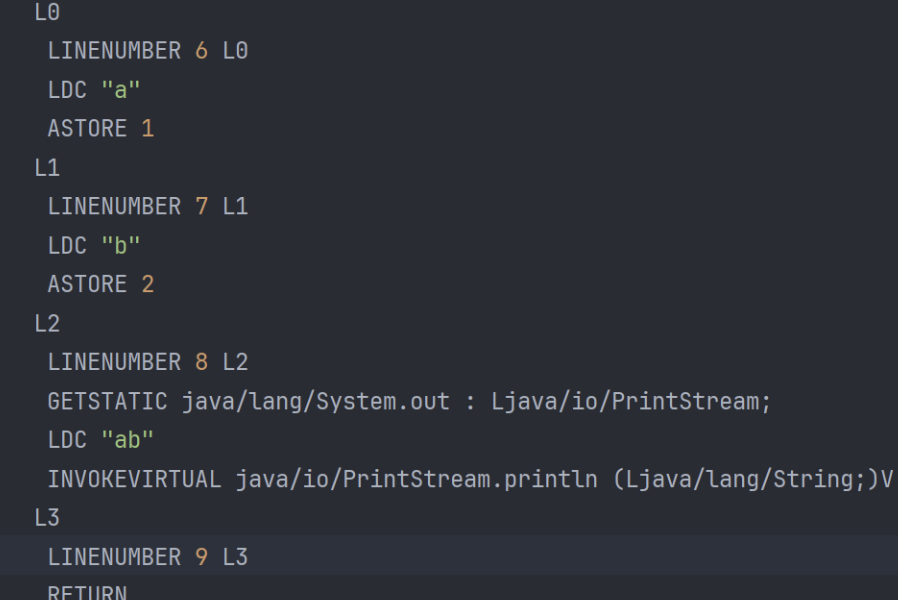 L0
LINENUMBER 6 L0
LDC "a"
ASTORE 1
L1
LINENUMBER 7 L1
LDC "b"
ASTORE 2
L2
LINENUMBER 8 L2
GETSTATIC java/lang/System.out : Ljava/io/PrintStream;
LDC "ab"
INVOKEVIRTUAL java/io/PrintStream.println (Ljava/lang/String;)V
L3
LINENUMBER 9 L3
RETURN